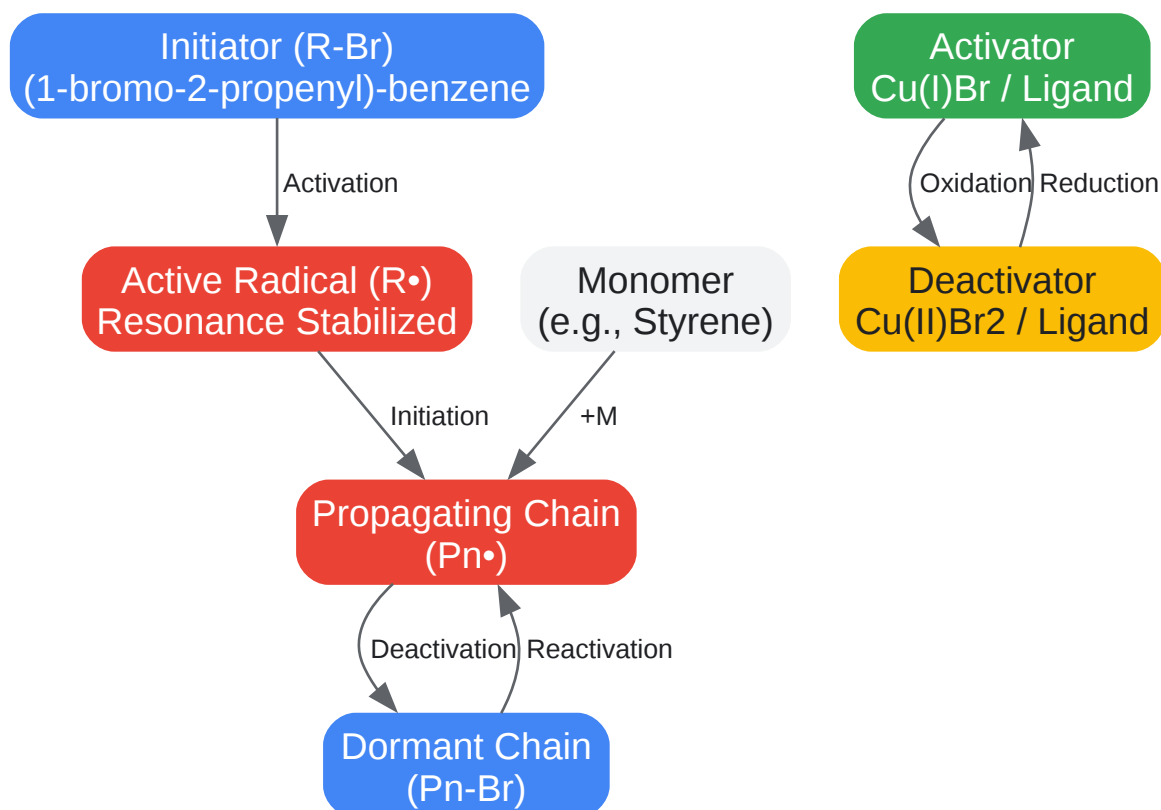 Initiator (R-Br)
(1-bromo-2-propenyl)-benzene
Activator
Cu(I)Br / Ligand
Activation
Oxidation
Reduction
Active Radical (R•)
Resonance Stabilized
Monomer
(e.g., Styrene)
Deactivator
Cu(II)Br2 / Ligand
Initiation
+M
Propagating Chain
(Pn•)
Deactivation
Reactivation
Dormant Chain
(Pn-Br)